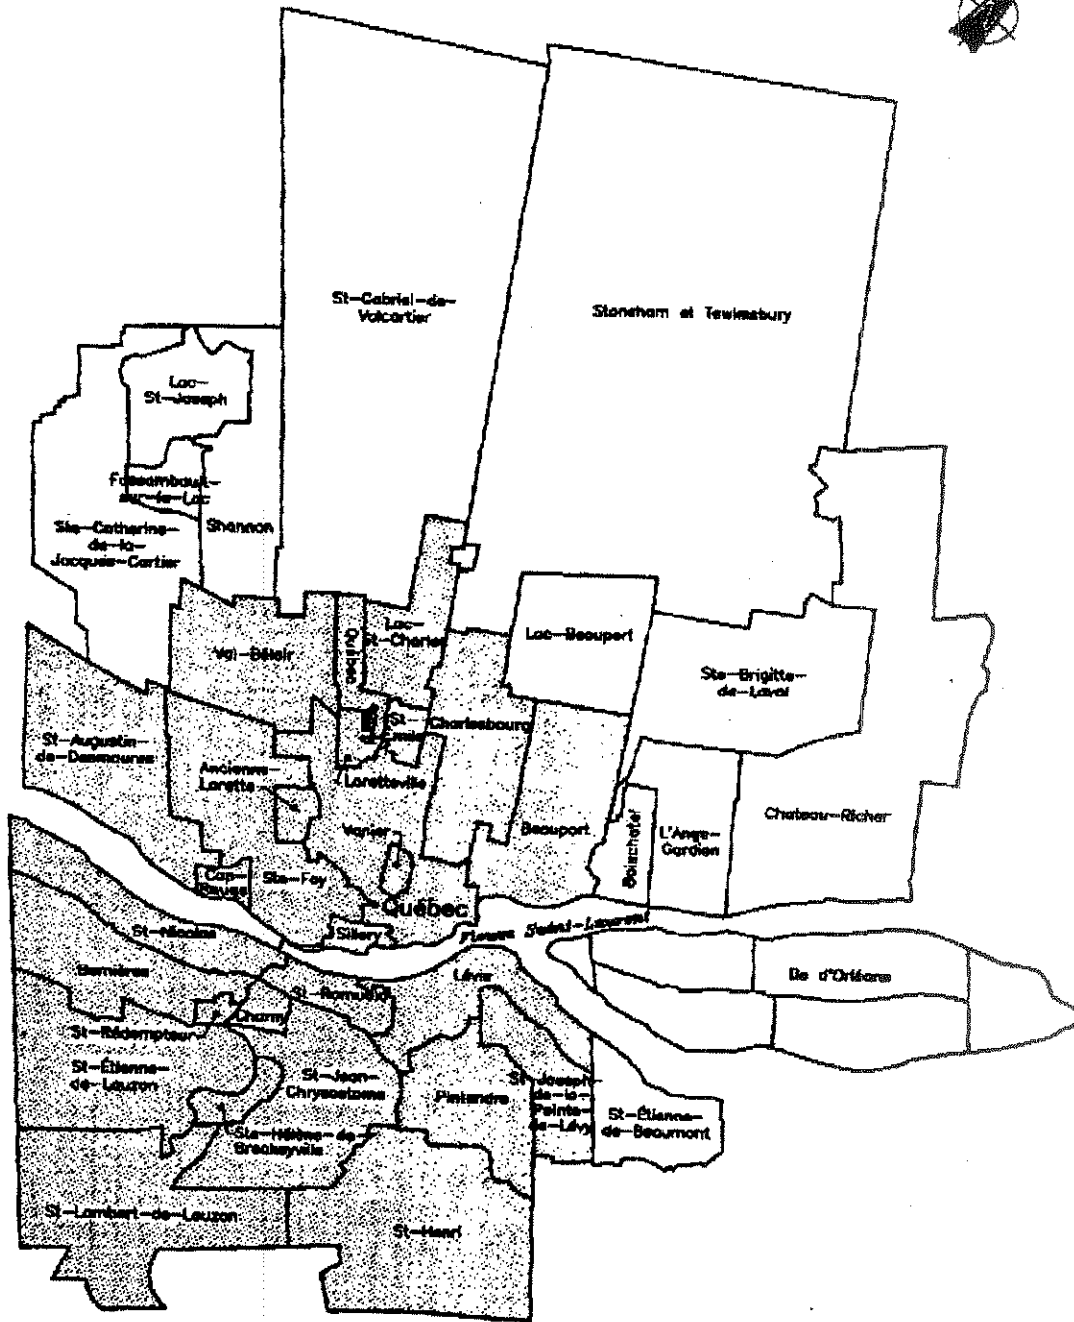 St-Gabriel-de-
Valcartier
Stoneham et Tewkesbury
Lac-
St-Joseph
Fossambault-
sur-le-Lac
Ste-Catherine-
de-la-
Jacques-Cartier
Shannon
Lac-
St-Charles
Québec
Val-Bélair
Lac-Beauport
Ste-Brigitte-
de-Laval
St-Augustin-
de-Desmaures
St-
Émile
Charlesbourg
Ancienne-
Lorette
Loretteville
Vanier
Beauport
Boischatel
L'Ange-
Gardien
Chateau-Richer
Cap-
Rouge
Ste-Foy
Québec
Sillery
Fleuve Saint-Laurent
St-Nicolas
Bernières
Lévis
Ile d'Orléans
St-Romuald
Charny
St-Rédempteur
St-Étienne-
de-Lauzon
St-Jean-
Chrysostome
Pintendre
St-Joseph-
de-la-
Pointe-
de-Lévy
St-Étienne-
de-Beaumont
Ste-Hélène-de-
Breakeyville
St-Lambert-de-Lauzon
St-Henri